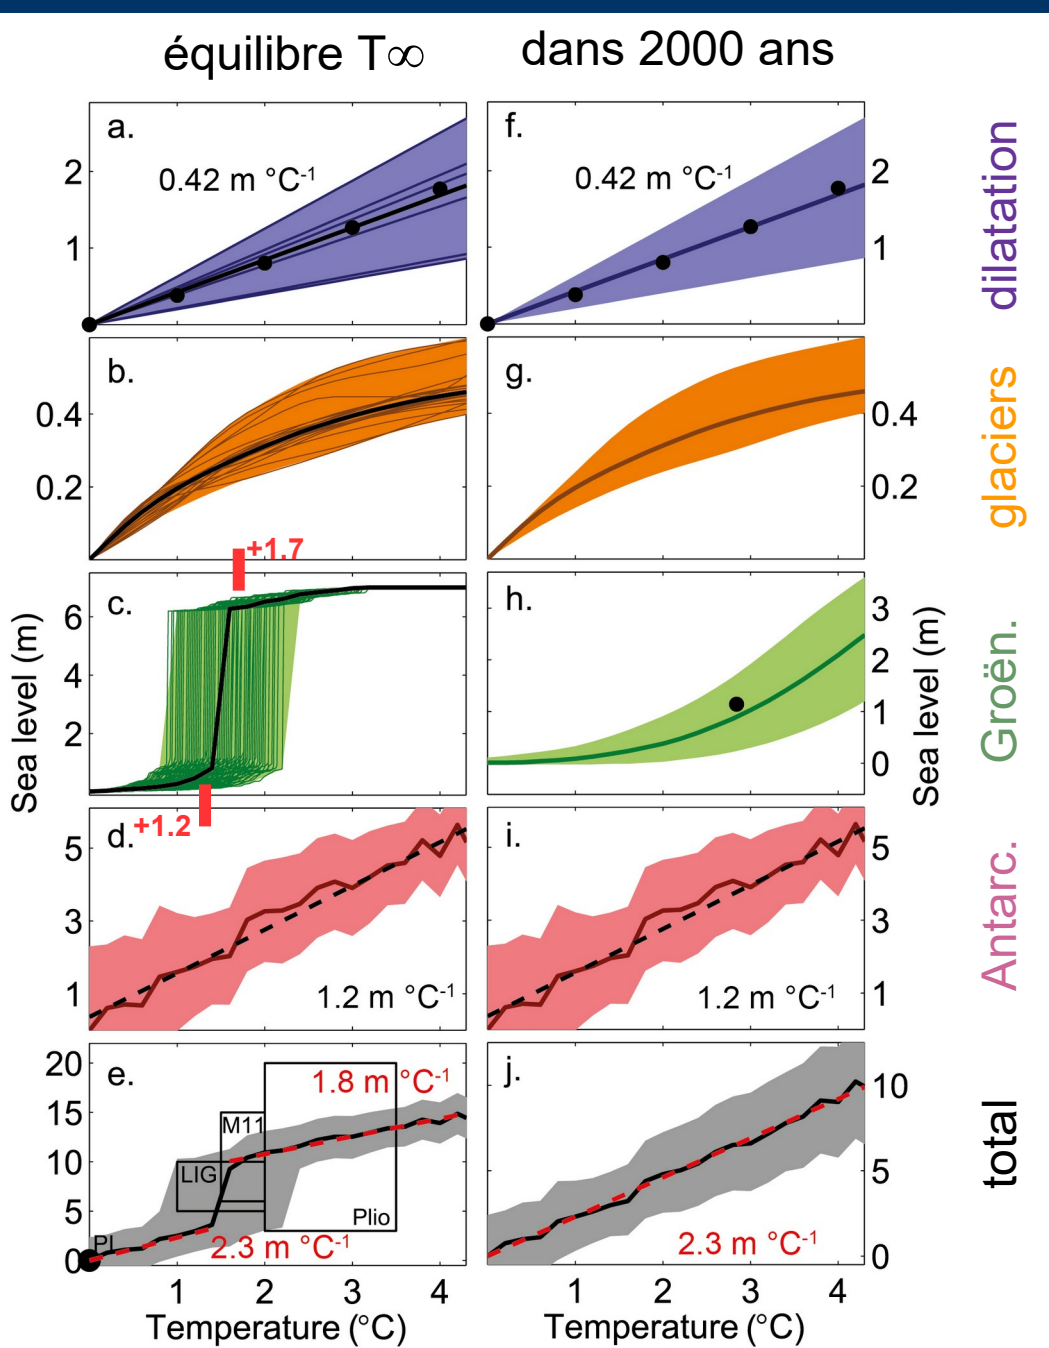 équilibre T∞
dans 2000 ans
a.
0.42 m °C-1
2
1
f.
0.42 m °C-1
2
1
dilatation
b.
0.4
0.2
g.
0.4
0.2
glaciers
+1.7
c.
6
4
2
Sea level (m)
+1.2
h.
3
2
1
0
Sea level (m)
Groën.
d.
5
3
1
1.2 m °C-1
i.
5
3
1
1.2 m °C-1
Antarc.
e.
20
15
10
5
0
1.8 m °C-1
M11
LIG
Plio
PI
2.3 m °C-1
1 2 3 4
Temperature (°C)
j.
10
5
0
2.3 m °C-1
1 2 3 4
Temperature (°C)
total